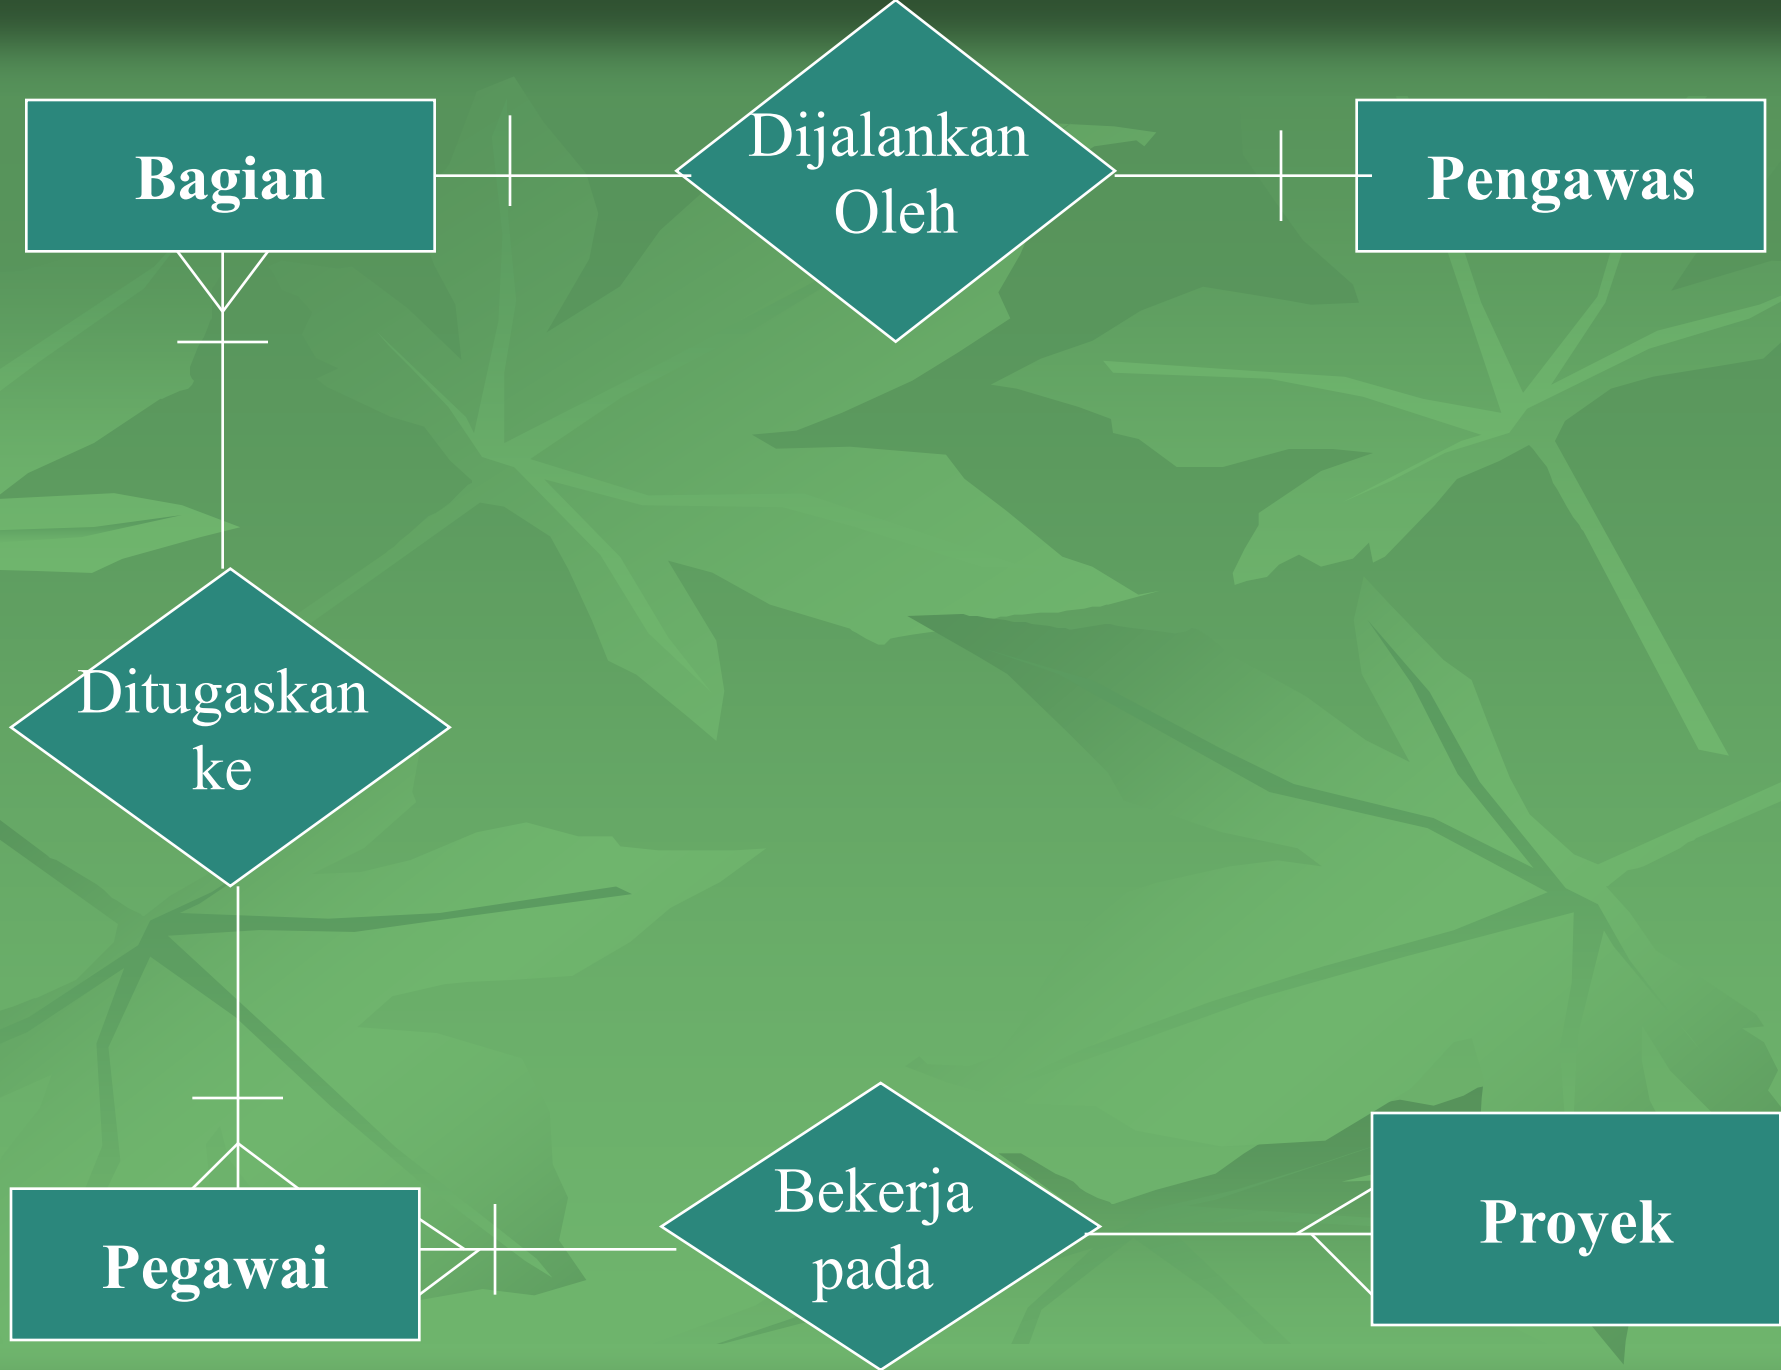 Bagian
Dijalankan
Oleh
Pengawas
Ditugaskan
ke
Pegawai
Bekerja
pada
Proyek